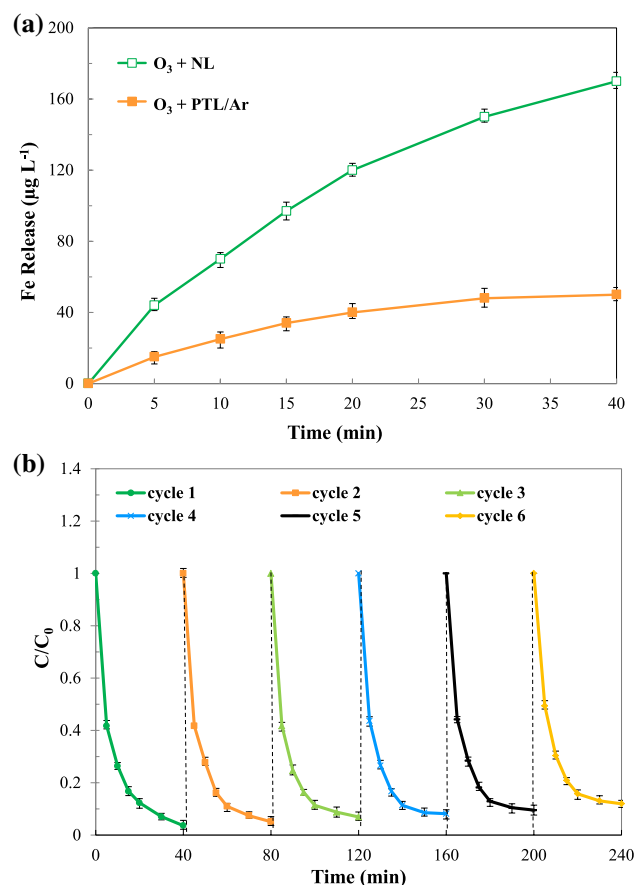 (a)
200
160
120
80
40
0
Fe Release (µg L⁻¹)
O₃ + NL
O₃ + PTL/Ar
0 5 10 15 20 30 40
Time (min)
(b)
1.4
1.2
1
0.8
0.6
0.4
0.2
0
C/C₀
cycle 1 cycle 2 cycle 3
cycle 4 cycle 5 cycle 6
0 40 80 120 160 200 240
Time (min)